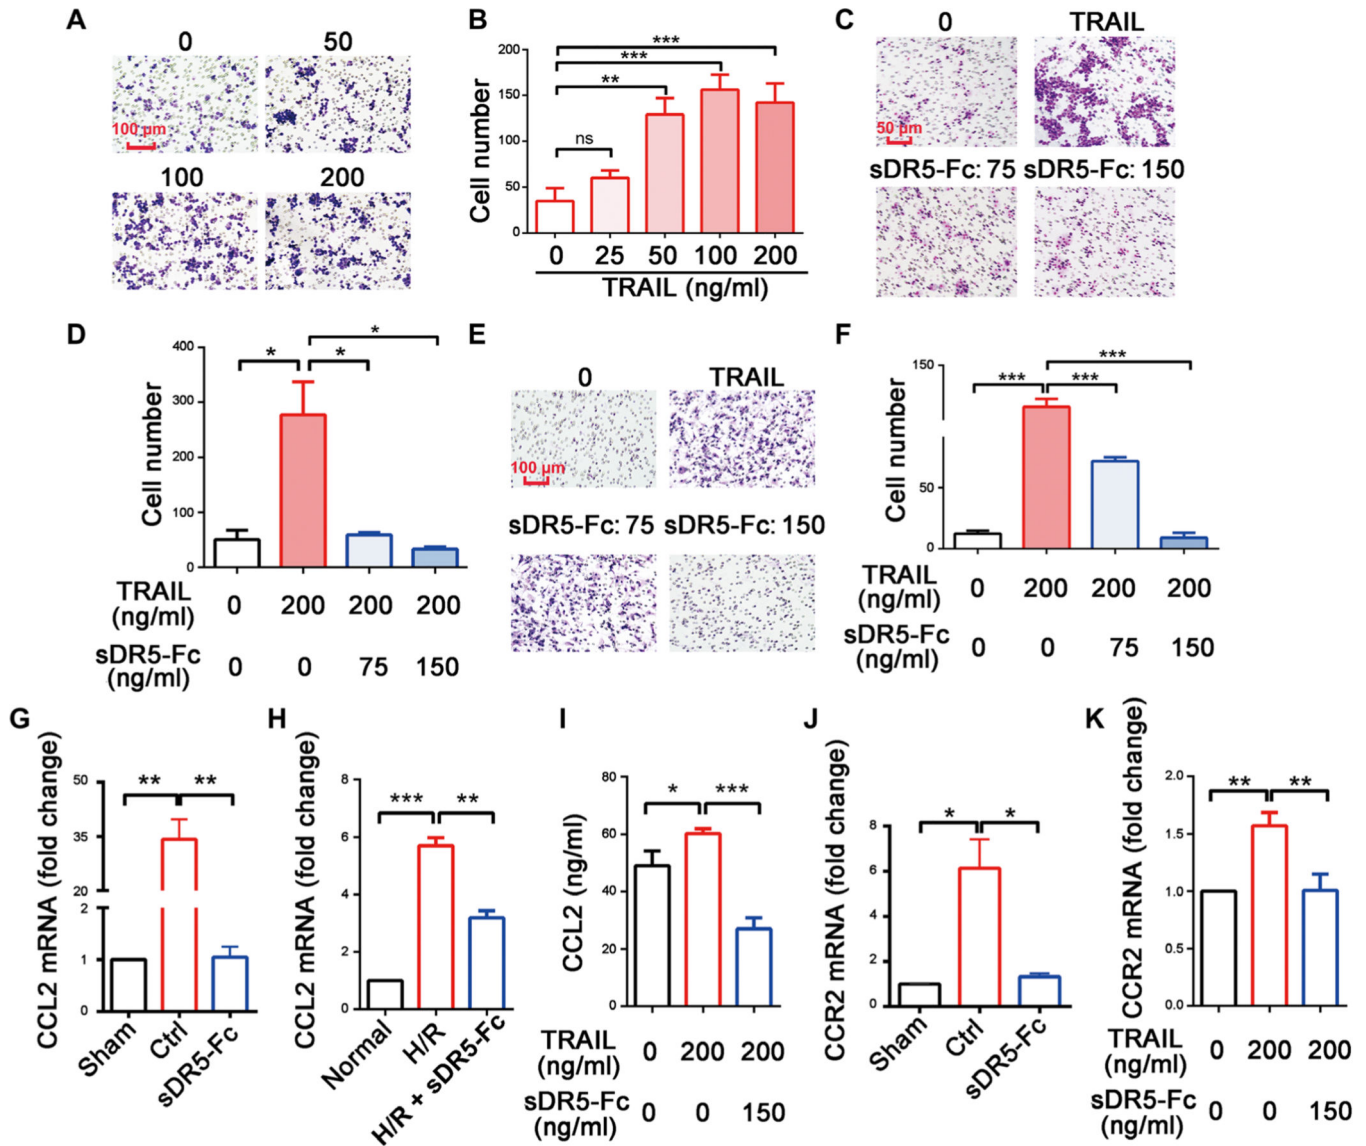 A
0
50
100 µm
100
200
B
Cell number
200
150
100
50
0
***
***
**
ns
0 25 50 100 200
TRAIL (ng/ml)
C
0
TRAIL
50 µm
sDR5-Fc: 75
sDR5-Fc: 150
D
Cell number
400
300
200
100
0
*
*
*
TRAIL
(ng/ml)
0 200 200 200
sDR5-Fc
(ng/ml)
0 0 75 150
E
0
TRAIL
100 µm
sDR5-Fc: 75
sDR5-Fc: 150
F
Cell number
150
50
0
***
***
***
TRAIL
(ng/ml)
0 200 200 200
sDR5-Fc
(ng/ml)
0 0 75 150
G
CCL2 mRNA (fold change)
50
35
20
2
1
0
**
**
Sham
Ctrl
sDR5-Fc
H
CCL2 mRNA (fold change)
8
6
4
2
0
***
**
Normal
H/R
H/R + sDR5-Fc
I
CCL2 (ng/ml)
80
60
40
20
0
*
***
TRAIL
(ng/ml)
0 200 200
sDR5-Fc
(ng/ml)
0 0 150
J
CCR2 mRNA (fold change)
8
6
4
2
0
*
*
Sham
Ctrl
sDR5-Fc
K
CCR2 mRNA (fold change)
2.0
1.5
1.0
0.5
0.0
**
**
TRAIL
(ng/ml)
0 200 200
sDR5-Fc
(ng/ml)
0 0 150